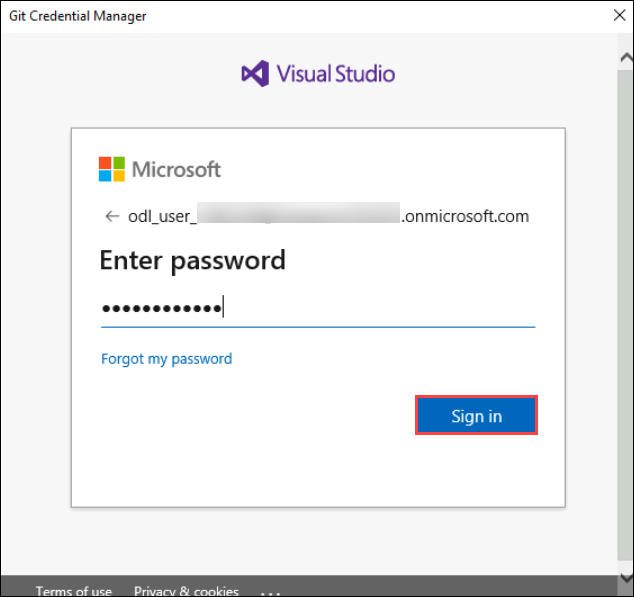 Git Credential Manager
Visual Studio
Microsoft
odl_user_ .onmicrosoft.com
Enter password
Forgot my password
Sign in
Terms of use Privacy & cookies ...